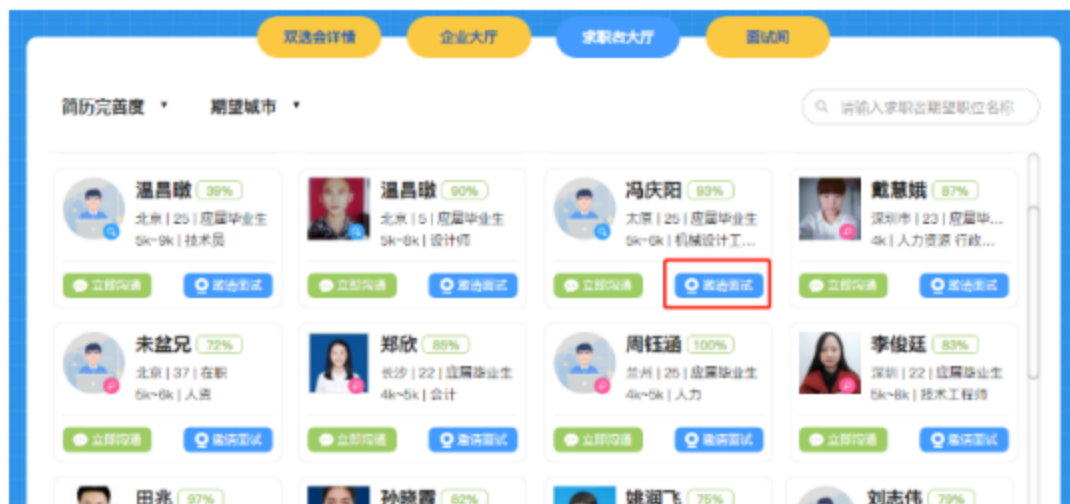 双选会详情 企业大厅 求职者大厅 面试间
简历完善度 期望城市 请输入求职者期望职位名称
温昌暾 39% 温昌暾 90% 冯庆阳 93% 戴慧娥 87%
北京 | 25 | 应届毕业生 北京 | 5 | 应届毕业生 太原 | 25 | 应届毕业生 深圳市 | 23 | 应届毕...
5k~9k | 技术员 5k~8k | 设计师 5k~6k | 机械设计工... 4k | 人力资源 行政...
立即沟通 邀请面试 立即沟通 邀请面试 立即沟通 邀请面试 立即沟通 邀请面试
未盆兄 72% 郑欣 85% 周钰涵 100% 李俊廷 83%
北京 | 37 | 在职 长沙 | 22 | 应届毕业生 兰州 | 25 | 应届毕业生 深圳 | 22 | 应届毕业生
6k~6k | 人资 4k~5k | 会计 4k~5k | 人力 6k~8k | 技术工程师
立即沟通 邀请面试 立即沟通 邀请面试 立即沟通 邀请面试 立即沟通 邀请面试
田兆 97% 孙晓霞 62% 姚润飞 75% 刘志伟 79%